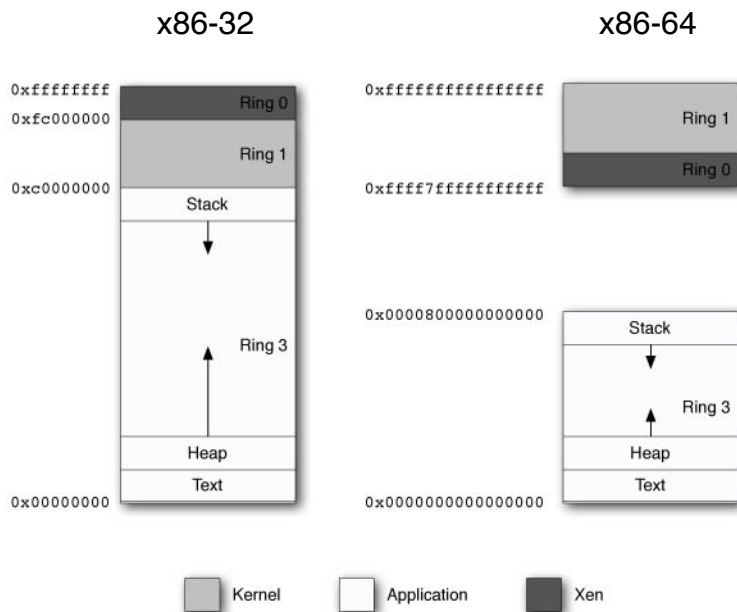 x86-32
0xffffffff
0xfc000000
0xc0000000
0x00000000
Ring 0
Ring 1
Stack
Ring 3
Heap
Text
x86-64
0xffffffffffffffff
0xffff7fffffffffff
0x0000800000000000
0x0000000000000000
Ring 1
Ring 0
Stack
Ring 3
Heap
Text
Kernel
Application
Xen